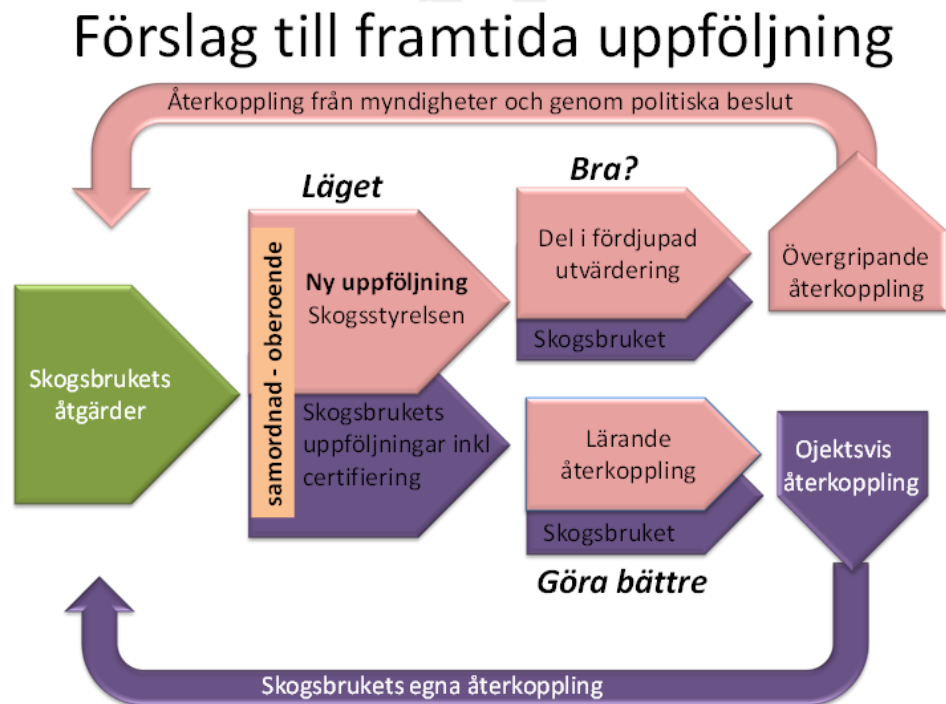 Förslag till framtida uppföljning
Återkoppling från myndigheter och genom politiska beslut
Läget
Bra?
Skogsbrukets
åtgärder
samordnad - oberoende
Ny uppföljning
Skogsstyrelsen
Skogsbrukets
uppföljningar inkl
certifiering
Del i fördjupad
utvärdering
Skogsbruket
Övergripande
återkoppling
Lärande
återkoppling
Skogsbruket
Göra bättre
Ojektsvis
återkoppling
Skogsbrukets egna återkoppling